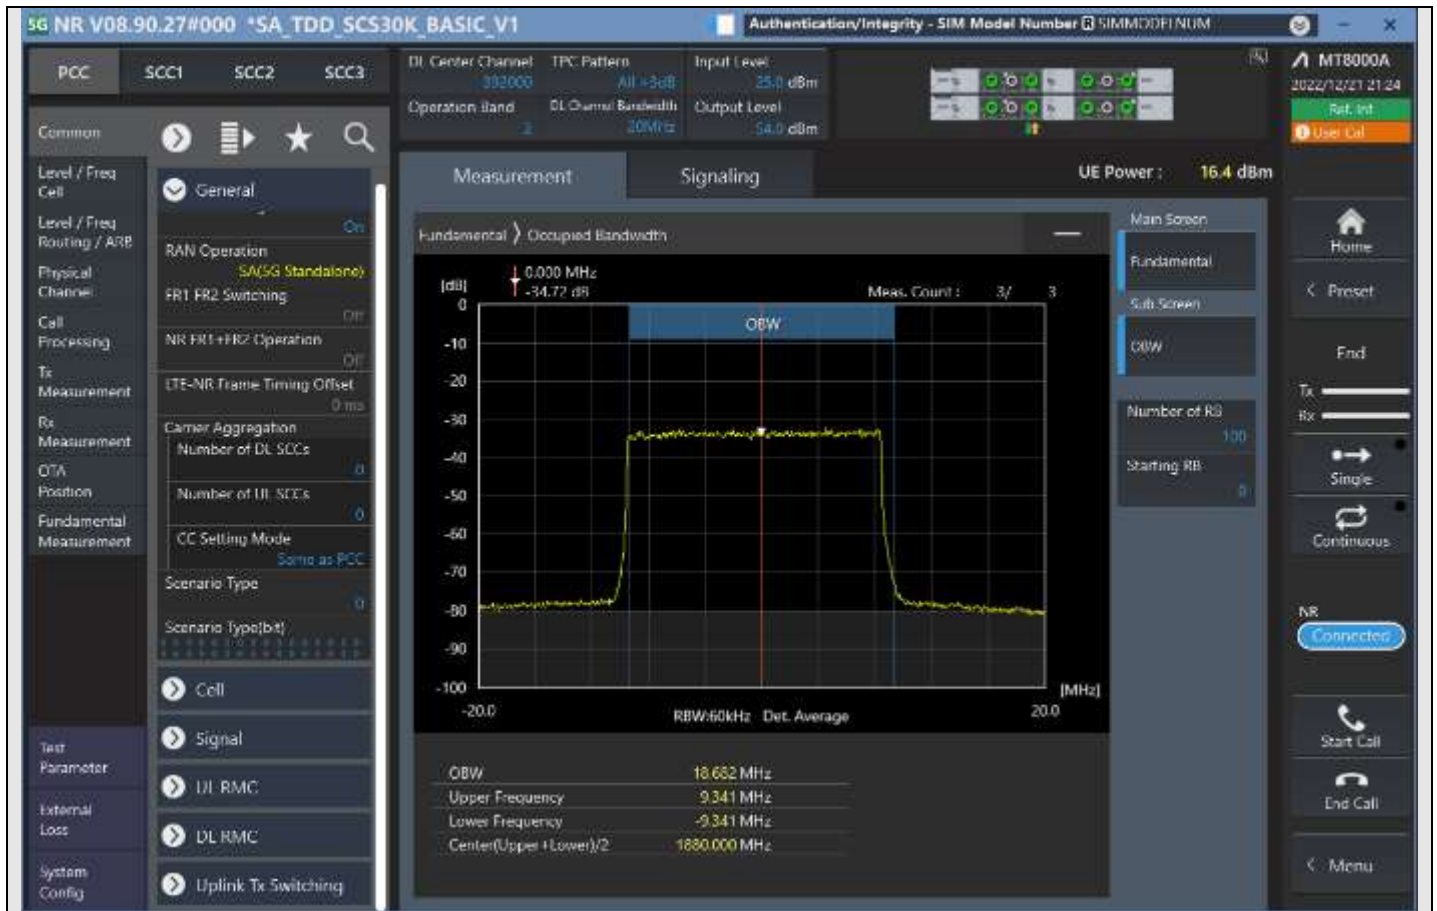 5G NR V08.90.27#000 *SA_TDD_SCS30K_BASIC_V1
Authentication/Integrity - SIM Model Number R SIMMODELNUM
PCC SCC1 SCC2 SCC3
DL Center Channel TPC Pattern Input Level
392000 All +3dB 25.0 dBm
Operation Band DL Channel Bandwidth Output Level
2 20MHz 54.0 dBm
MT8000A
2022/12/21 21:24
Ref. Int
User Cal
Common
Level / Freq
Cell
Level / Freq
Routing / ARB
Physical
Channel
Call
Processing
Tx
Measurement
Rx
Measurement
OTA
Position
Fundamental
Measurement
Test
Parameter
External
Loss
System
Config
General
On
RAN Operation
SA(5G Standalone)
FR1 FR2 Switching
Off
NR FR1+FR2 Operation
Off
LTE-NR Frame Timing Offset
0 ms
Carrier Aggregation
Number of DL SCCs
0
Number of UL SCCs
0
CC Setting Mode
Same as PCC
Scenario Type
0
Scenario Type(bit)
Cell
Signal
UL RMC
DL RMC
Uplink Tx Switching
Measurement Signaling
UE Power : 16.4 dBm
Fundamental ⟩ Occupied Bandwidth
0.000 MHz
-34.72 dB
Meas. Count : 3/ 3
[dB]
0
-10
-20
-30
-40
-50
-60
-70
-80
-90
-100
OBW
[MHz]
-20.0 RBW:60kHz Det. Average 20.0
OBW 18.682 MHz
Upper Frequency 9.341 MHz
Lower Frequency -9.341 MHz
Center(Upper+Lower)/2 1880.000 MHz
Main Screen
Fundamental
Sub Screen
OBW
Number of RB
100
Starting RB
0
Home
< Preset
End
Tx
Rx
Single
Continuous
NR
Connected
Start Call
End Call
< Menu